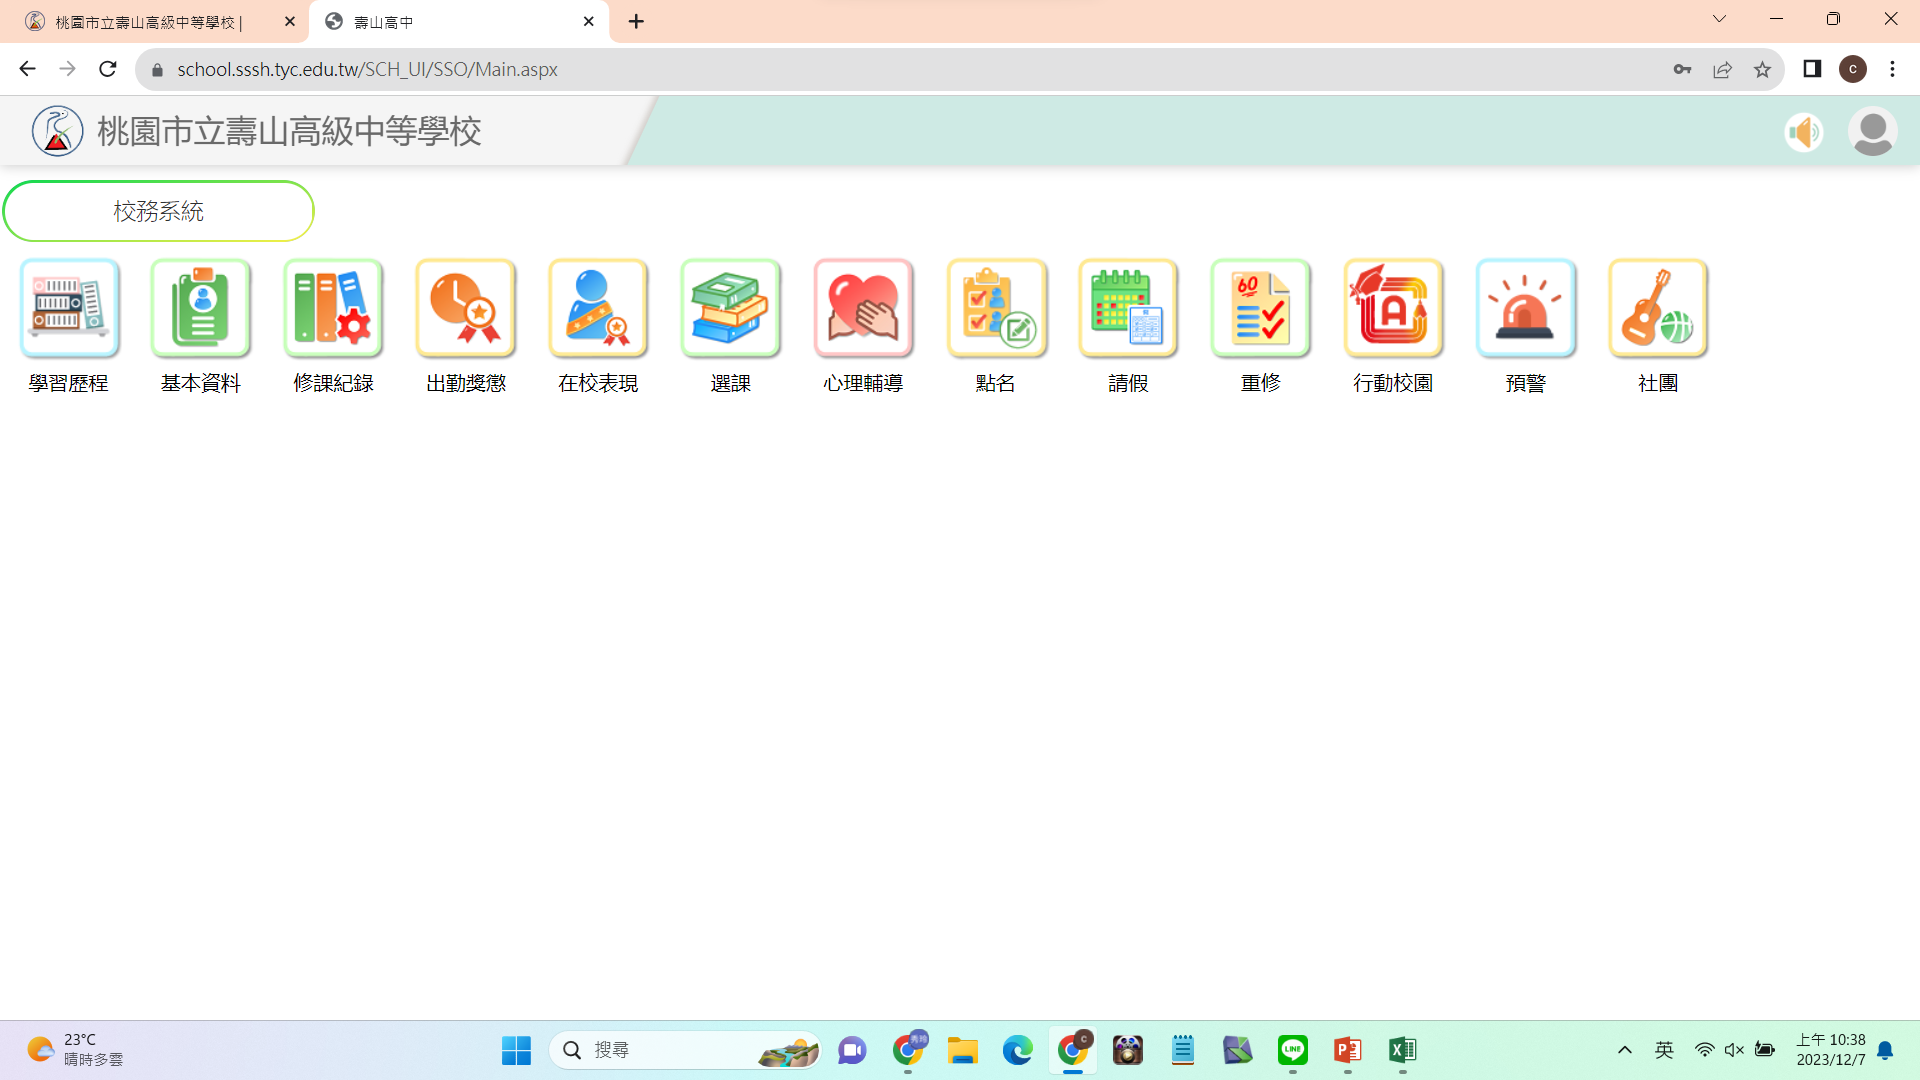 桃園市立壽山高級中等學校 |
壽山高中
school.sssh.tyc.edu.tw/SCH_UI/SSO/Main.aspx
c
桃園市立壽山高級中等學校
校務系統
60
A
學習歷程
基本資料
修課紀錄
出勤獎懲
在校表現
選課
心理輔導
點名
請假
重修
行動校園
預警
社團
23°C
晴時多雲
搜尋
秀玲
c
LINE
P
X
英
上午 10:38
2023/12/7